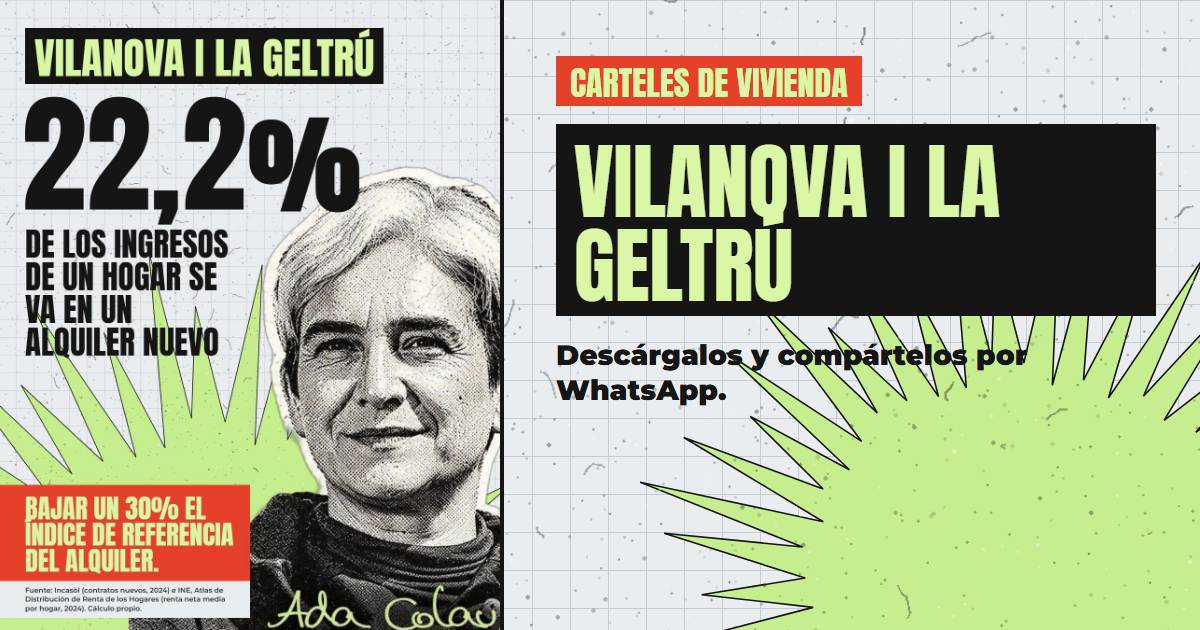 VILANOVA I LA GELTRÚ
22,2%
DE LOS INGRESOS
DE UN HOGAR SE
VA EN UN
ALQUILER NUEVO
BAJAR UN 30% EL
ÍNDICE DE REFERENCIA
DEL ALQUILER.
Fuente: Incasòl (contratos nuevos, 2024) e INE, Atlas de
Distribución de Renta de los Hogares (renta neta media
por hogar, 2024). Cálculo propio.
Ada Colau
CARTELES DE VIVIENDA
VILANOVA I LA
GELTRÚ
Descárgalos y compártelos por
WhatsApp.